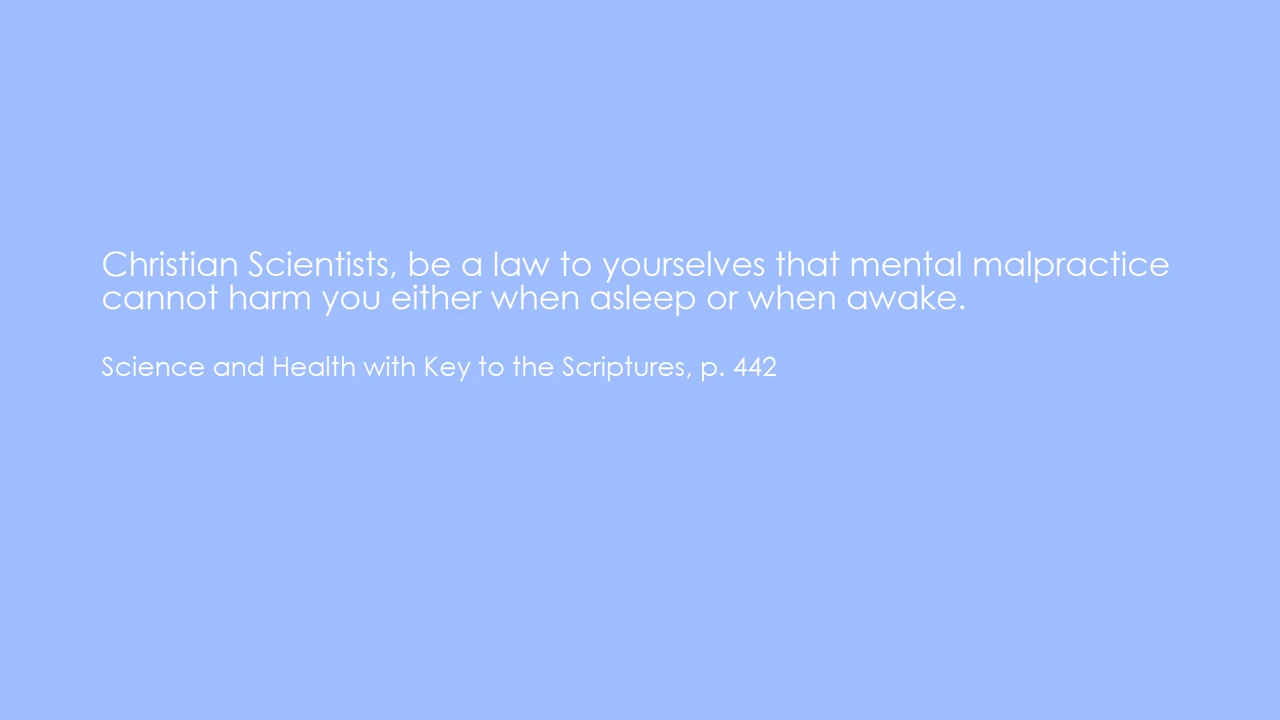 Christian Scientists, be a law to yourselves that mental malpractice
cannot harm you either when asleep or when awake.
Science and Health with Key to the Scriptures, p. 442